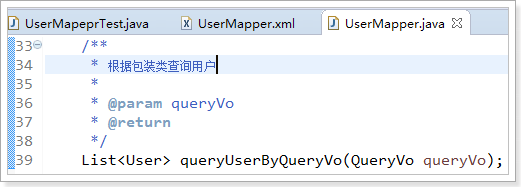 UserMapeprTest.java UserMapper.xml UserMapper.java
33 /**
34 * 根据包装类查询用户
35 *
36 * @param queryVo
37 * @return
38 */
39 List<User> queryUserByQueryVo(QueryVo queryVo);